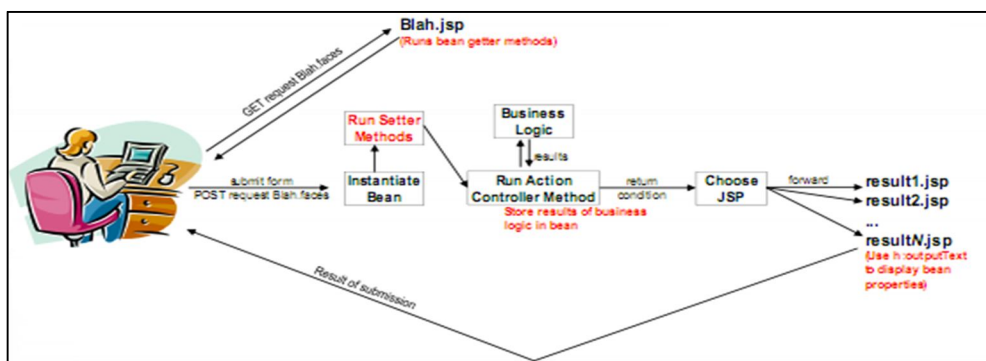 Blah.jsp
(Runs bean getter methods)
GET request Blah.faces
Run Setter
Methods
Business
Logic
results
submit form
POST request Blah.faces
Instantiate
Bean
Run Action
Controller Method
Store results of business
logic in bean
return
condition
Choose
JSP
forward
result1.jsp
result2.jsp
...
resultN.jsp
(Use h:outputText
to display bean
properties)
Result of submission